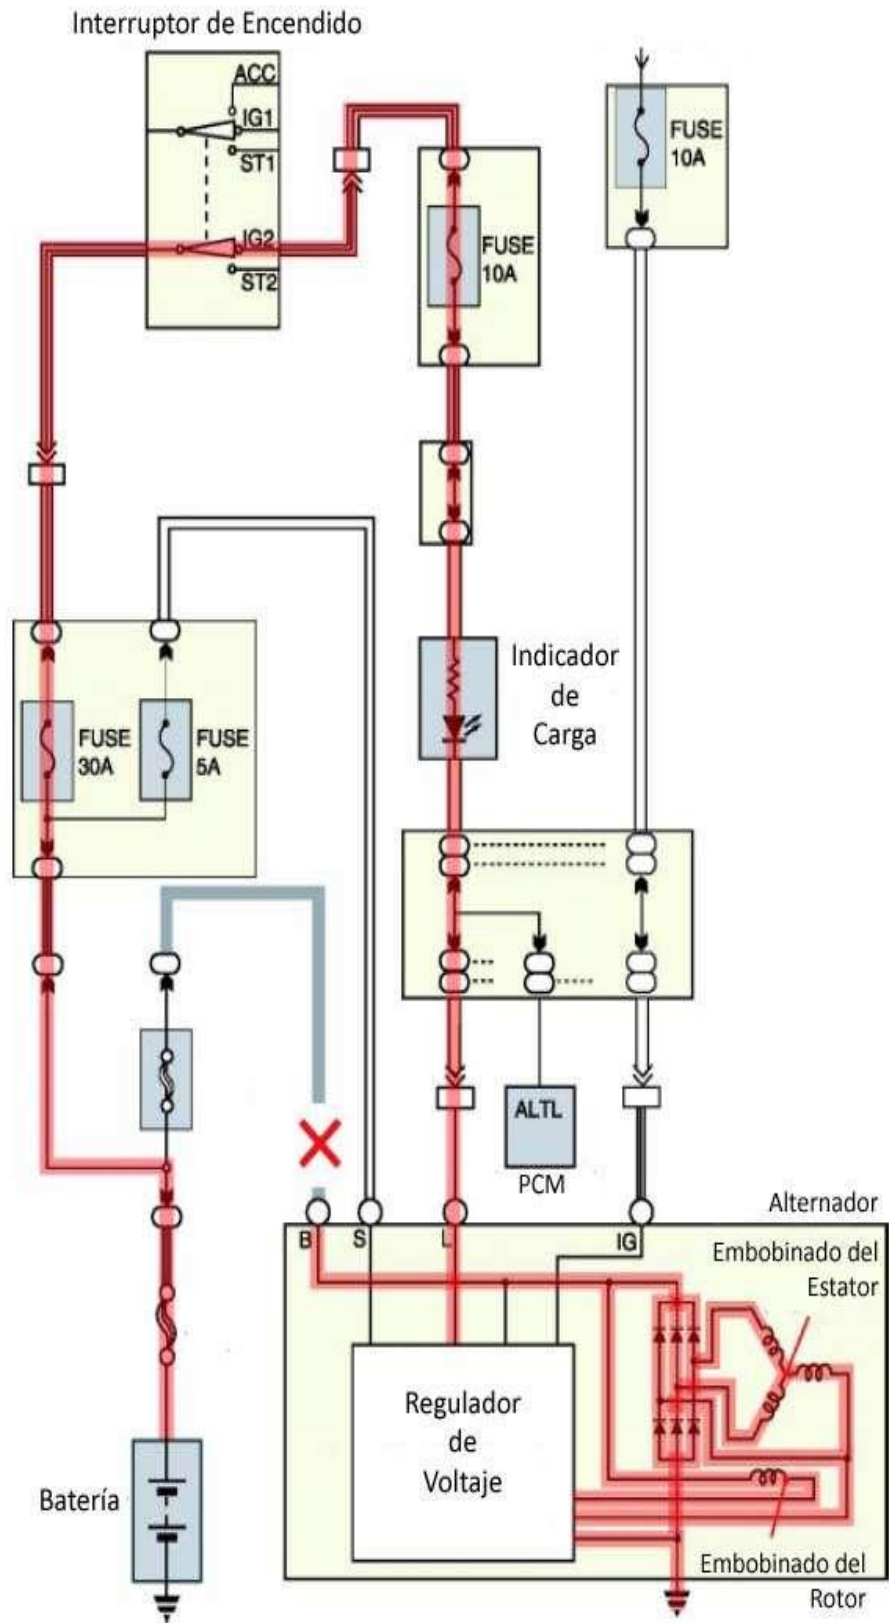 Interruptor de Encendido
ACC
IG1
ST1
IG2
ST2
FUSE
10A
FUSE
10A
FUSE
30A
FUSE
5A
Indicador
de
Carga
ALTL
PCM
Alternador
B
S
L
IG
Embobinado del
Estator
Regulador
de
Voltaje
Batería
Embobinado del
Rotor